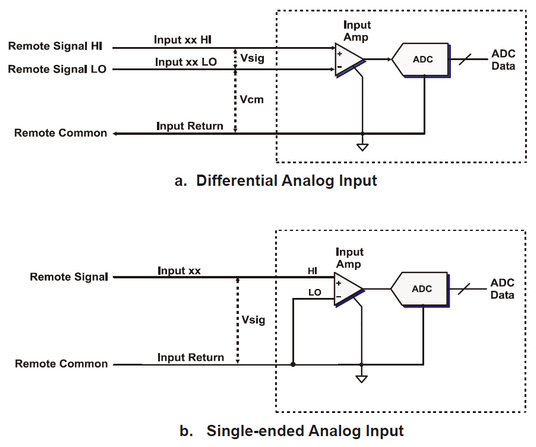 Input
Amp
Remote Signal HI
Input xx HI
+
ADC
ADC
Data
Vsig
Remote Signal LO
Input xx LO
-
Vcm
Remote Common
Input Return
a. Differential Analog Input
Input
Amp
Remote Signal
Input xx
HI
+
ADC
ADC
Data
LO
-
Vsig
Remote Common
Input Return
b. Single-ended Analog Input